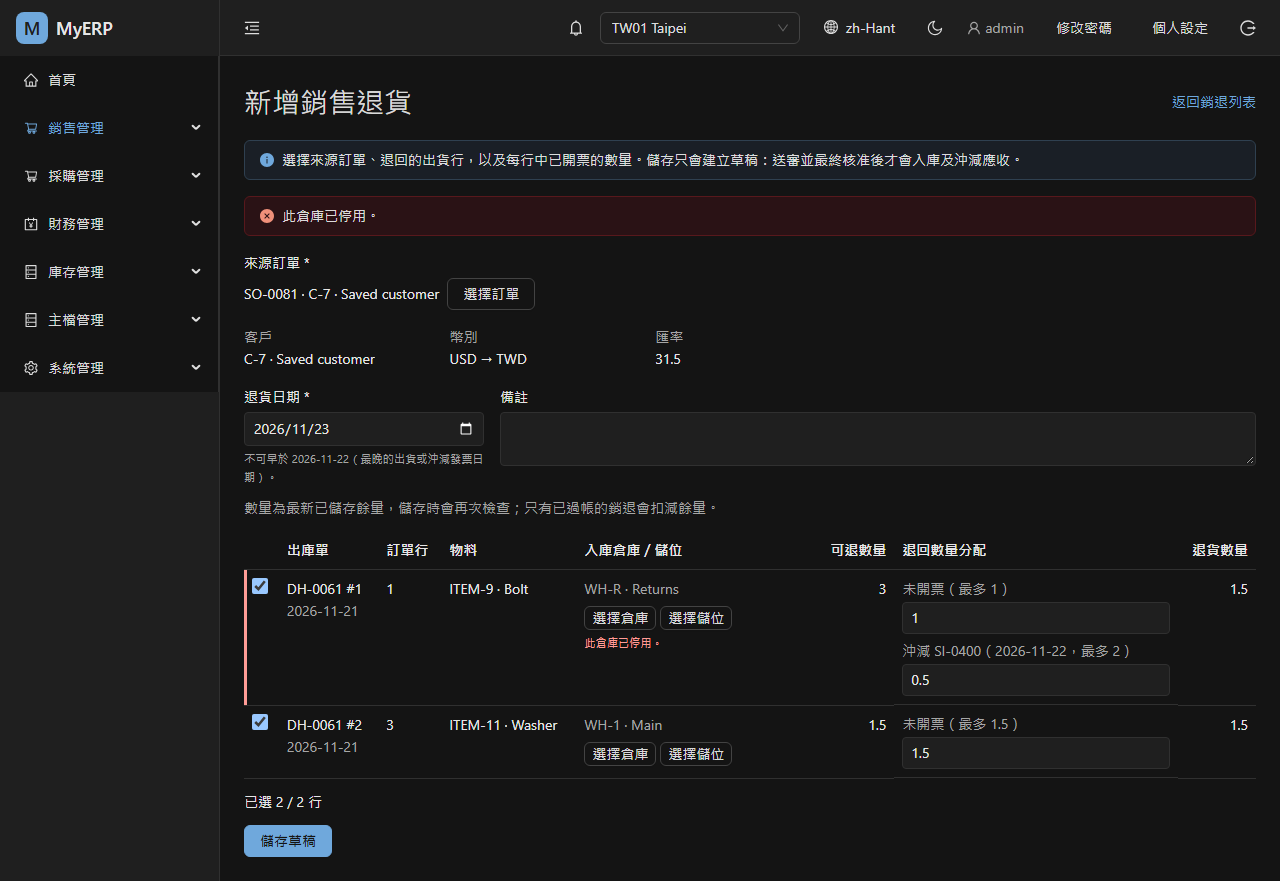 M MyERP
TW01 Taipei
zh-Hant
admin
修改密碼
個人設定
首頁
銷售管理
採購管理
財務管理
庫存管理
主檔管理
系統管理
新增銷售退貨
返回銷退列表
選擇來源訂單、退回的出貨行，以及每行中已開票的數量。儲存只會建立草稿：送審並最終核准後才會入庫及沖減應收。
此倉庫已停用。
來源訂單 *
SO-0081 · C-7 · Saved customer 選擇訂單
客戶 幣別 匯率
C-7 · Saved customer USD → TWD 31.5
退貨日期 * 備註
2026/11/23
不可早於 2026-11-22（最晚的出貨或沖減發票日
期）。
數量為最新已儲存餘量，儲存時會再次檢查；只有已過帳的銷退會扣減餘量。
出庫單 訂單行 物料 入庫倉庫 / 儲位 可退數量 退回數量分配 退貨數量
DH-0061 #1 1 ITEM-9 · Bolt WH-R · Returns 3 未開票（最多 1） 1.5
2026-11-21 選擇倉庫 選擇儲位 1
此倉庫已停用。
沖減 SI-0400（2026-11-22，最多 2）
0.5
DH-0061 #2 3 ITEM-11 · Washer WH-1 · Main 1.5 未開票（最多 1.5） 1.5
2026-11-21 選擇倉庫 選擇儲位 1.5
已選 2 / 2 行
儲存草稿